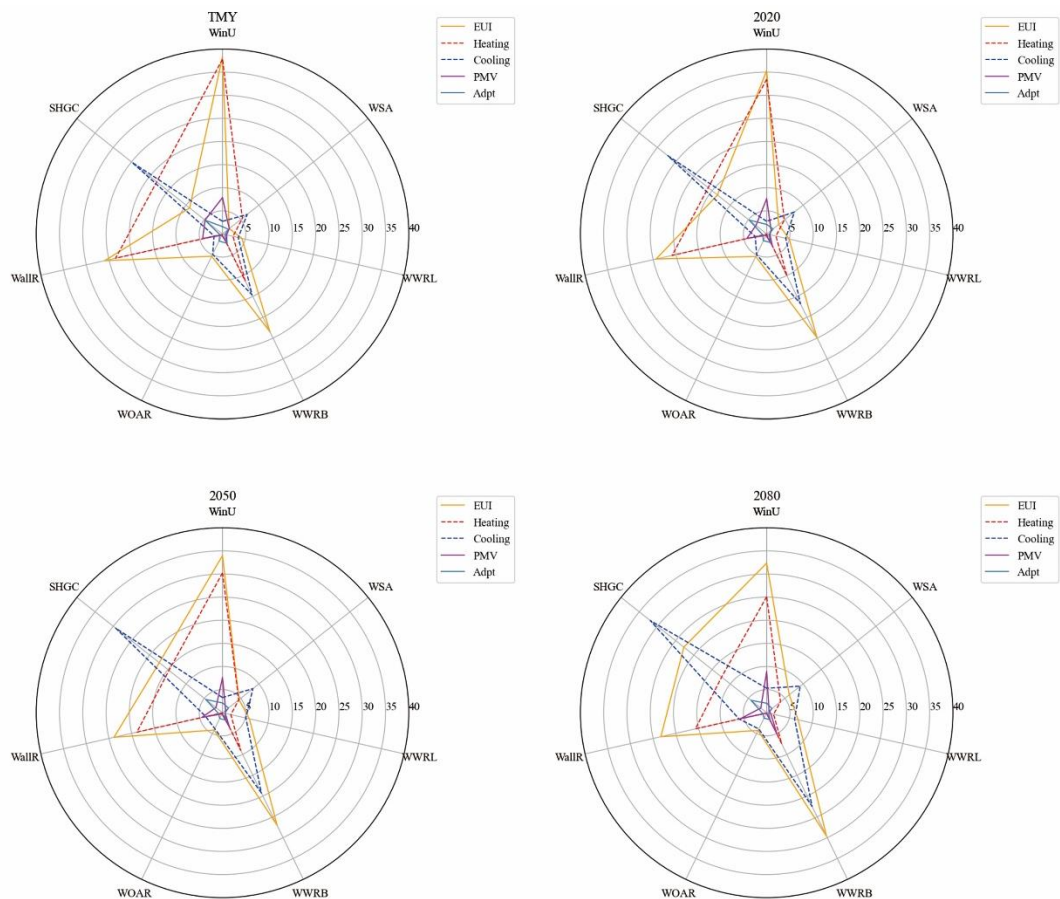 TMY
WinU
WSA
WWRL
WWRB
WOAR
WallR
SHGC
5 10 15 20 25 30 35 40
EUI
Heating
Cooling
PMV
Adpt
2020
WinU
WSA
WWRL
WWRB
WOAR
WallR
SHGC
5 10 15 20 25 30 35 40
EUI
Heating
Cooling
PMV
Adpt
2050
WinU
WSA
WWRL
WWRB
WOAR
WallR
SHGC
5 10 15 20 25 30 35 40
EUI
Heating
Cooling
PMV
Adpt
2080
WinU
WSA
WWRL
WWRB
WOAR
WallR
SHGC
5 10 15 20 25 30 35 40
EUI
Heating
Cooling
PMV
Adpt